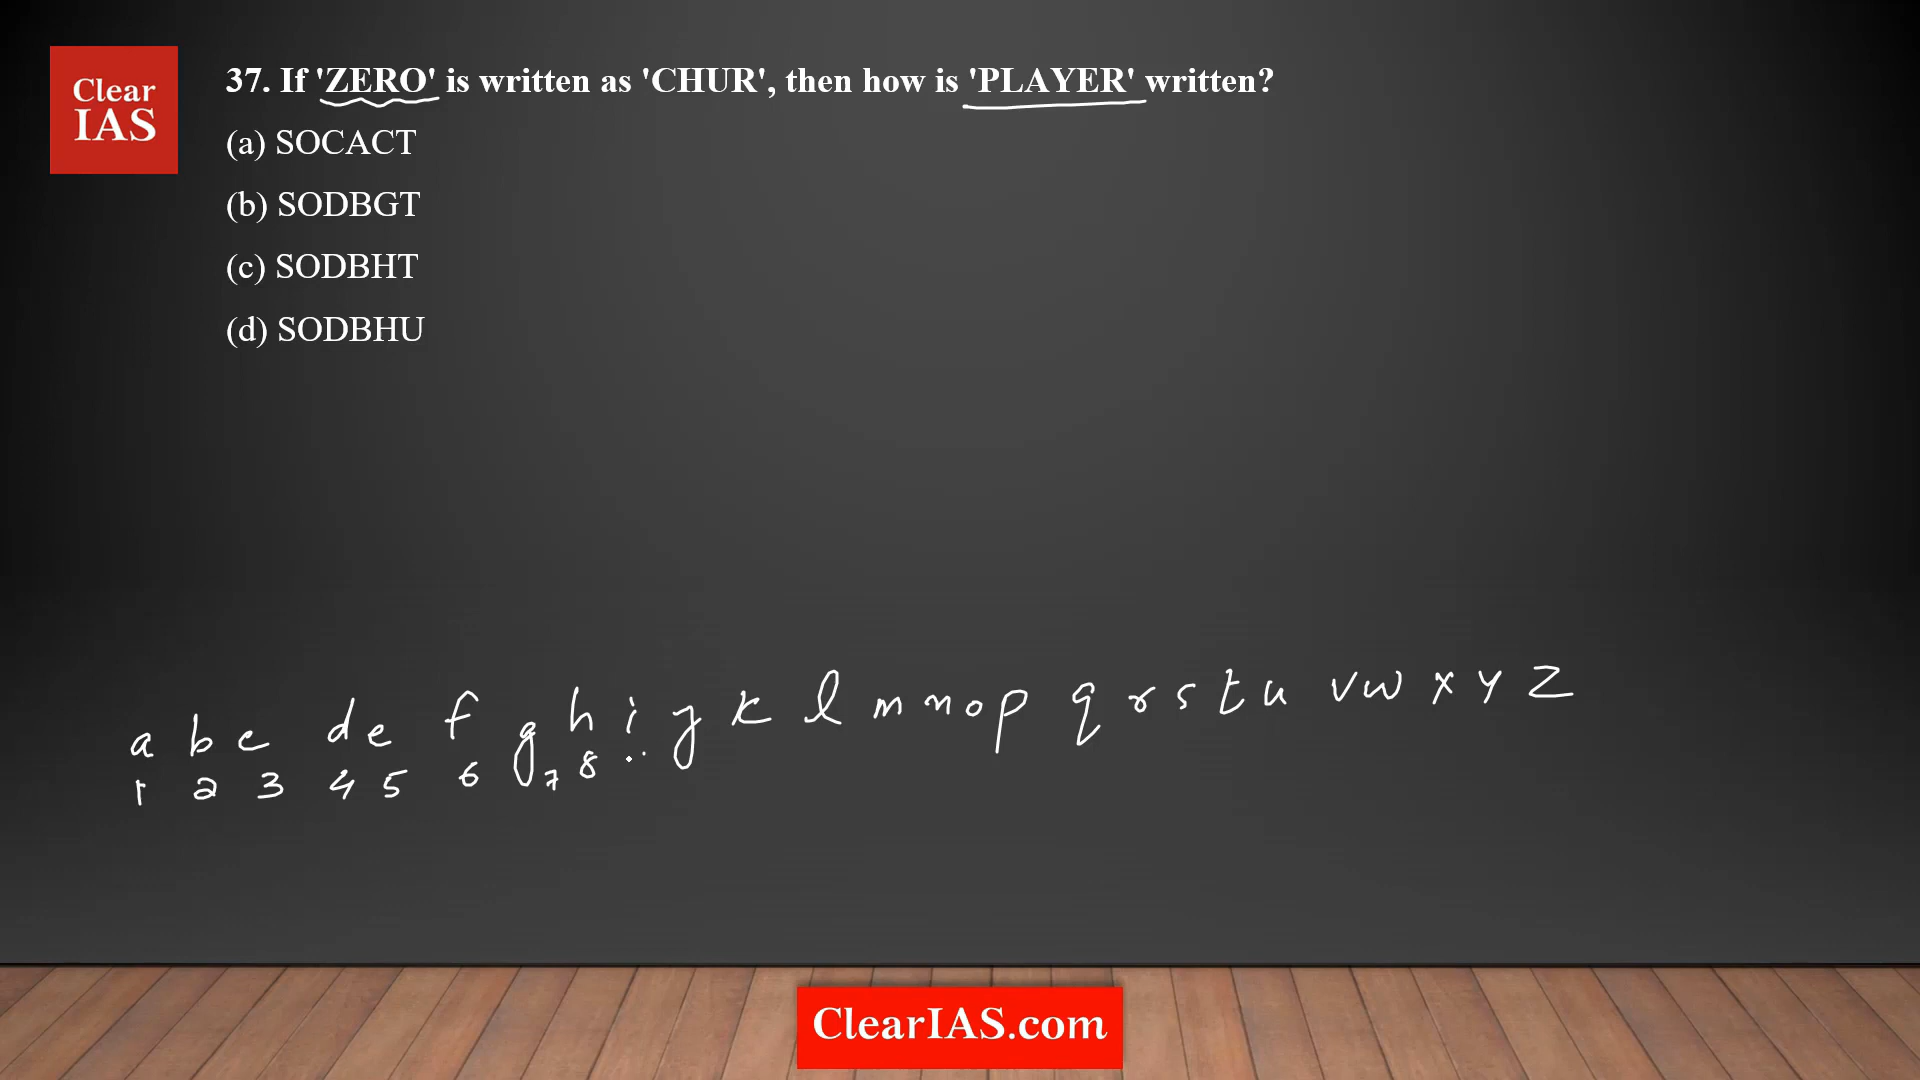 Clear
IAS
37. If 'ZERO' is written as 'CHUR', then how is 'PLAYER' written?
(a) SOCACT
(b) SODBGT
(c) SODBHT
(d) SODBHU
a b c d e f g h i j k l m n o p q r s t u v w x y z
1 2 3 4 5 6 7 8 ..
ClearIAS.com